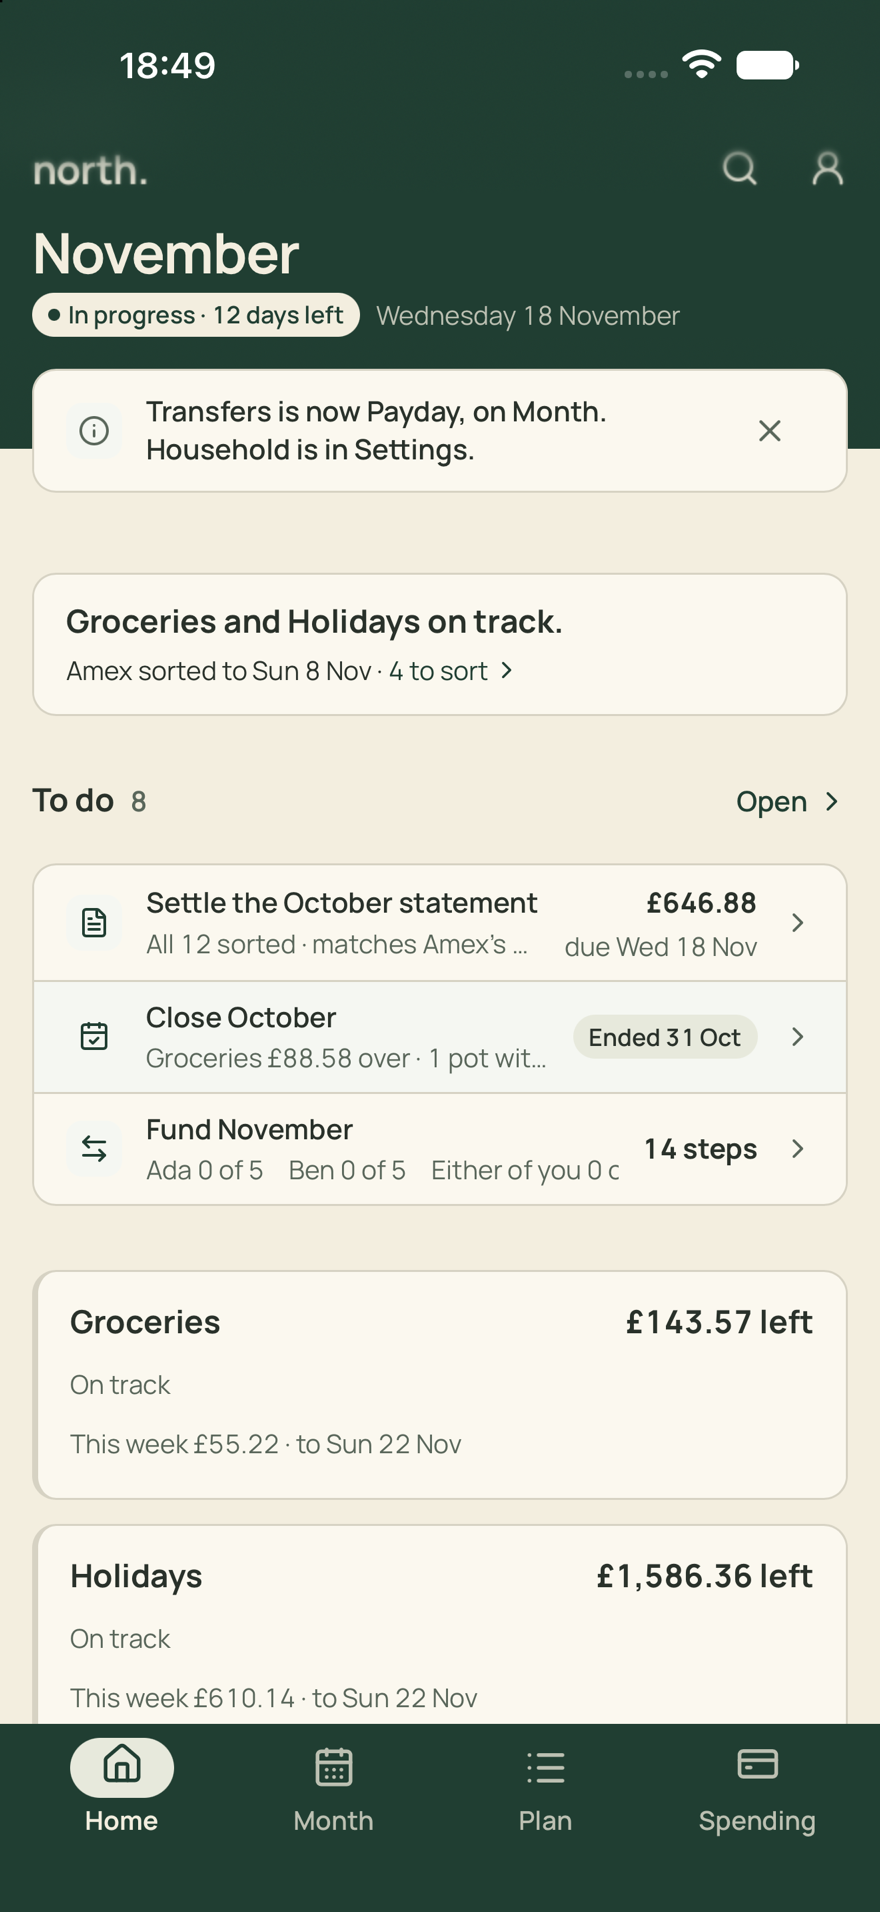 18:49
north.
November
In progress · 12 days left
Wednesday 18 November
Transfers is now Payday, on Month.
Household is in Settings.
Groceries and Holidays on track.
Amex sorted to Sun 8 Nov · 4 to sort
To do 8
Open
Settle the October statement
£646.88
All 12 sorted · matches Amex’s ...
due Wed 18 Nov
Close October
Ended 31 Oct
Groceries £88.58 over · 1 pot wit...
Fund November
14 steps
Ada 0 of 5 Ben 0 of 5 Either of you 0
Groceries
£143.57 left
On track
This week £55.22 · to Sun 22 Nov
Holidays
£1,586.36 left
On track
This week £610.14 · to Sun 22 Nov
Home
Month
Plan
Spending